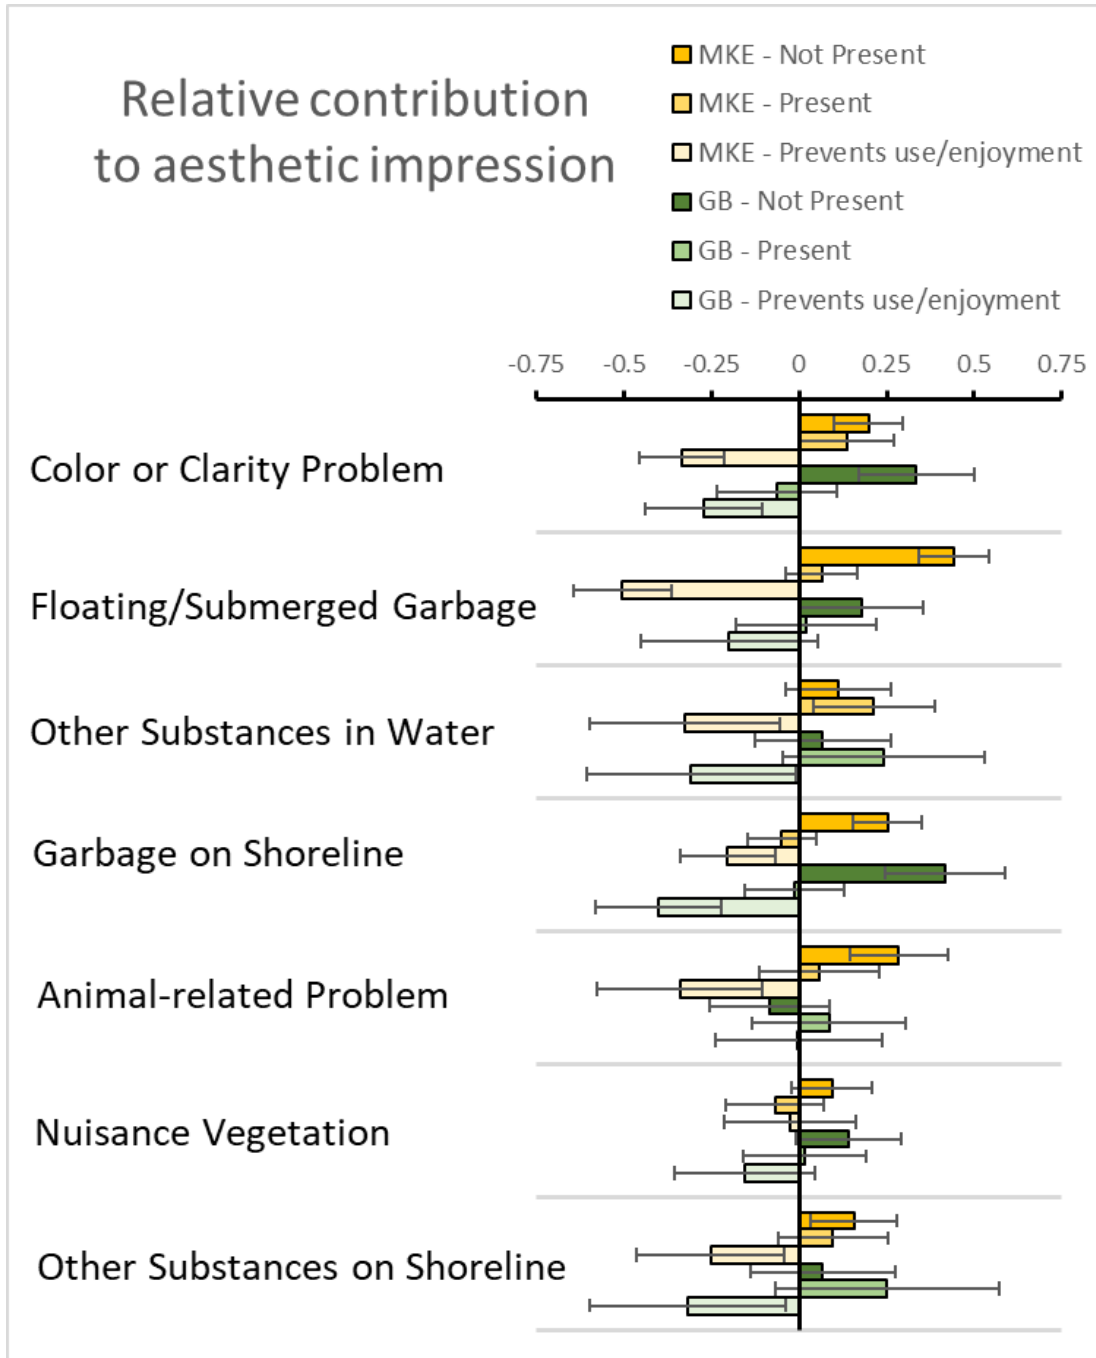 Relative contribution
to aesthetic impression
MKE - Not Present
MKE - Present
MKE - Prevents use/enjoyment
GB - Not Present
GB - Present
GB - Prevents use/enjoyment
-0.75 -0.5 -0.25 0 0.25 0.5 0.75
Color or Clarity Problem
Floating/Submerged Garbage
Other Substances in Water
Garbage on Shoreline
Animal-related Problem
Nuisance Vegetation
Other Substances on Shoreline